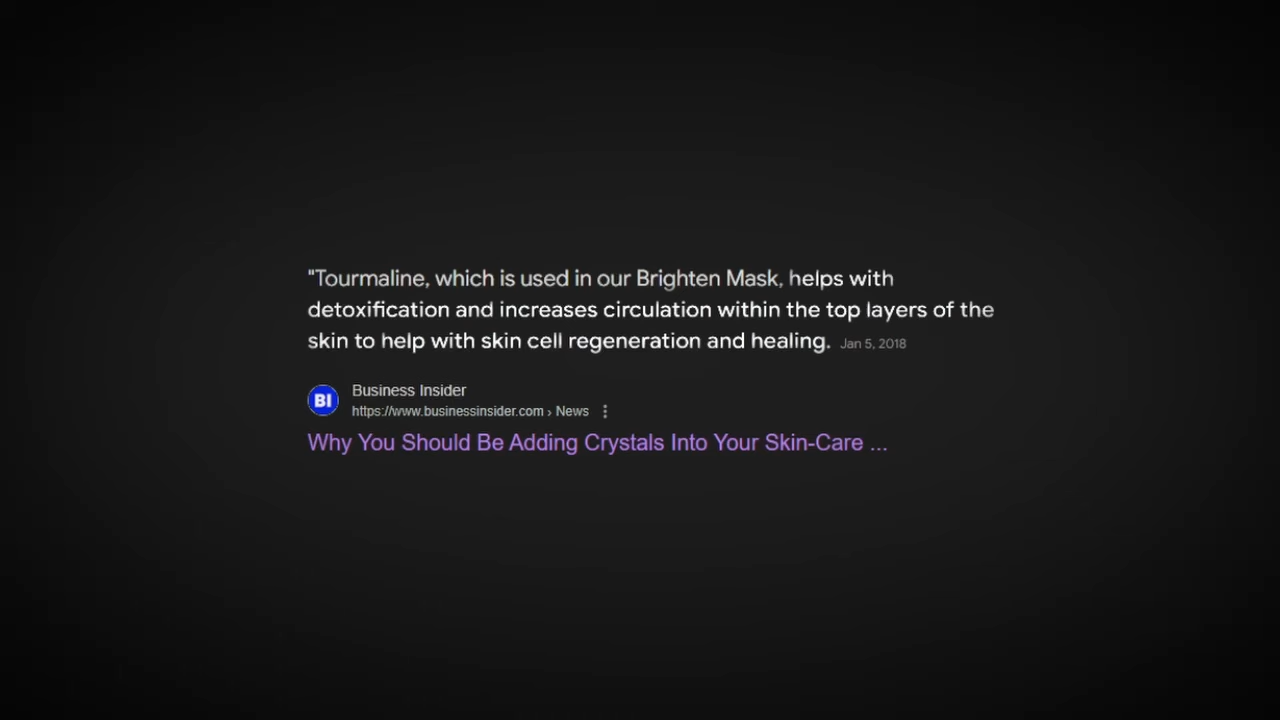 "Tourmaline, which is used in our Brighten Mask, helps with
detoxification and increases circulation within the top layers of the
skin to help with skin cell regeneration and healing. Jan 5, 2018
BI
Business Insider
https://www.businessinsider.com › News
Why You Should Be Adding Crystals Into Your Skin-Care ...